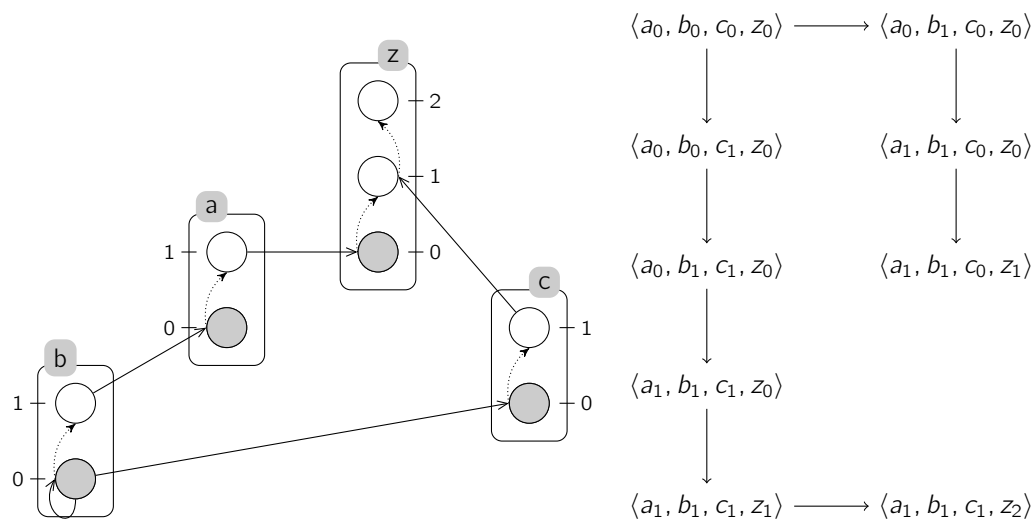 z
2
1
0
a
1
0
c
1
0
b
1
0
⟨a₀, b₀, c₀, z₀⟩ ⟶ ⟨a₀, b₁, c₀, z₀⟩
⟨a₀, b₀, c₁, z₀⟩ ⟨a₁, b₁, c₀, z₀⟩
⟨a₀, b₁, c₁, z₀⟩ ⟨a₁, b₁, c₀, z₁⟩
⟨a₁, b₁, c₁, z₀⟩
⟨a₁, b₁, c₁, z₁⟩ ⟶ ⟨a₁, b₁, c₁, z₂⟩